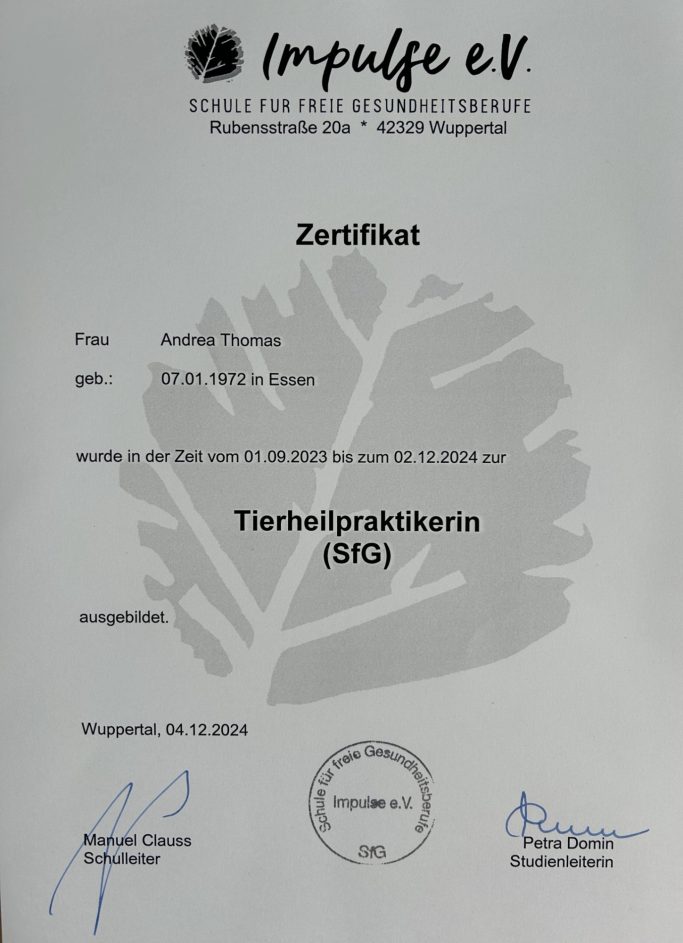 Impulse e.V.
SCHULE FÜR FREIE GESUNDHEITSBERUFE
Rubensstraße 20a * 42329 Wuppertal
Zertifikat
Frau Andrea Thomas
geb.: 07.01.1972 in Essen
wurde in der Zeit vom 01.09.2023 bis zum 02.12.2024 zur
Tierheilpraktikerin
(SfG)
ausgebildet.
Wuppertal, 04.12.2024
Schule für freie Gesundheitsberufe
Impulse e.V.
SfG
Manuel Clauss
Schulleiter
Petra Domin
Studienleiterin